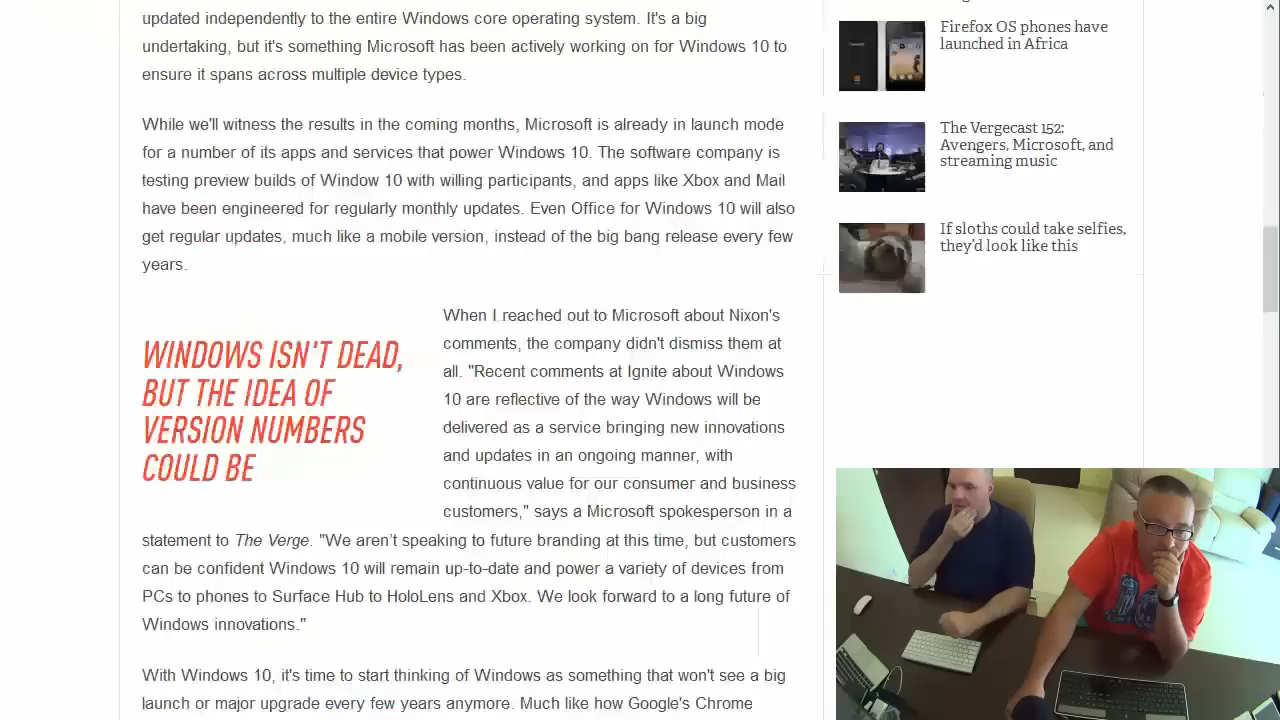 updated independently to the entire Windows core operating system. It's a big
undertaking, but it's something Microsoft has been actively working on for Windows 10 to
ensure it spans across multiple device types.
While we'll witness the results in the coming months, Microsoft is already in launch mode
for a number of its apps and services that power Windows 10. The software company is
testing preview builds of Window 10 with willing participants, and apps like Xbox and Mail
have been engineered for regularly monthly updates. Even Office for Windows 10 will also
get regular updates, much like a mobile version, instead of the big bang release every few
years.
WINDOWS ISN'T DEAD,
BUT THE IDEA OF
VERSION NUMBERS
COULD BE
When I reached out to Microsoft about Nixon's
comments, the company didn't dismiss them at
all. "Recent comments at Ignite about Windows
10 are reflective of the way Windows will be
delivered as a service bringing new innovations
and updates in an ongoing manner, with
continuous value for our consumer and business
customers," says a Microsoft spokesperson in a
statement to The Verge. "We aren't speaking to future branding at this time, but customers
can be confident Windows 10 will remain up-to-date and power a variety of devices from
PCs to phones to Surface Hub to HoloLens and Xbox. We look forward to a long future of
Windows innovations."
With Windows 10, it's time to start thinking of Windows as something that won't see a big
launch or major upgrade every few years anymore. Much like how Google's Chrome
Firefox OS phones have
launched in Africa
The Vergecast 152:
Avengers, Microsoft, and
streaming music
If sloths could take selfies,
they'd look like this